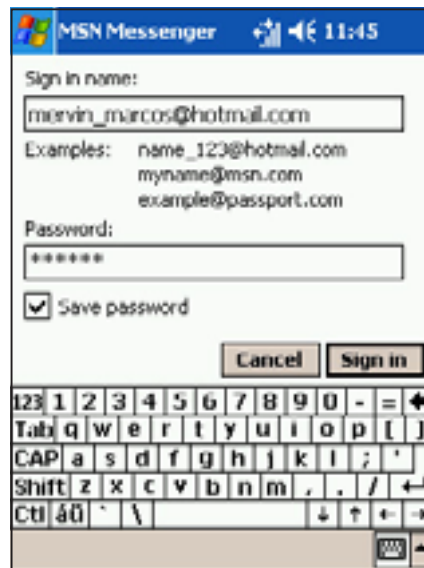 MSN Messenger 11:45
Sign in name:
mervin_marcos@hotmail.com
Examples: name_123@hotmail.com
myname@msn.com
example@passport.com
Password:
******
Save password
Cancel Sign in
123 1 2 3 4 5 6 7 8 9 0 - =
Tab q w e r t y u i o p [ ]
CAP a s d f g h j k l ; '
Shift z x c v b n m , . /
Ctl áü ` \